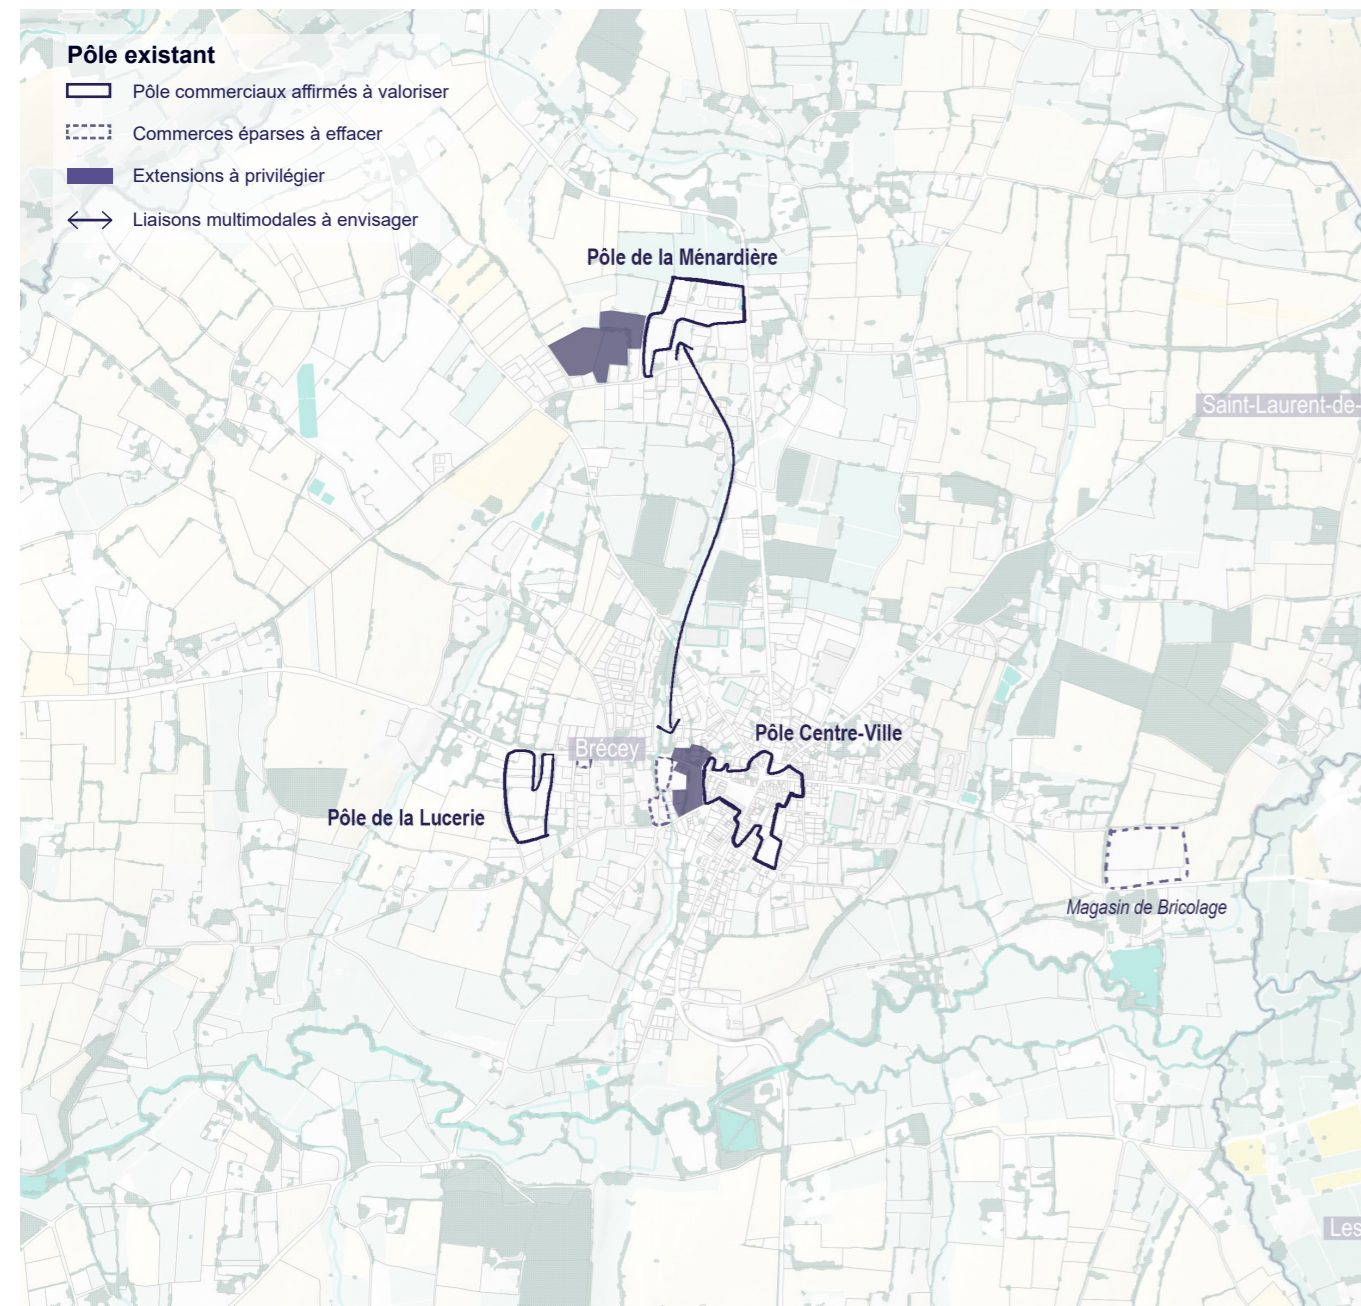 Pôle existant
Pôle commerciaux affirmés à valoriser
Commerces éparses à effacer
Extensions à privilégier
Liaisons multimodales à envisager
Pôle de la Ménardière
Saint-Laurent-de-
Pôle Centre-Ville
Brécey
Pôle de la Lucerie
Magasin de Bricolage
Les